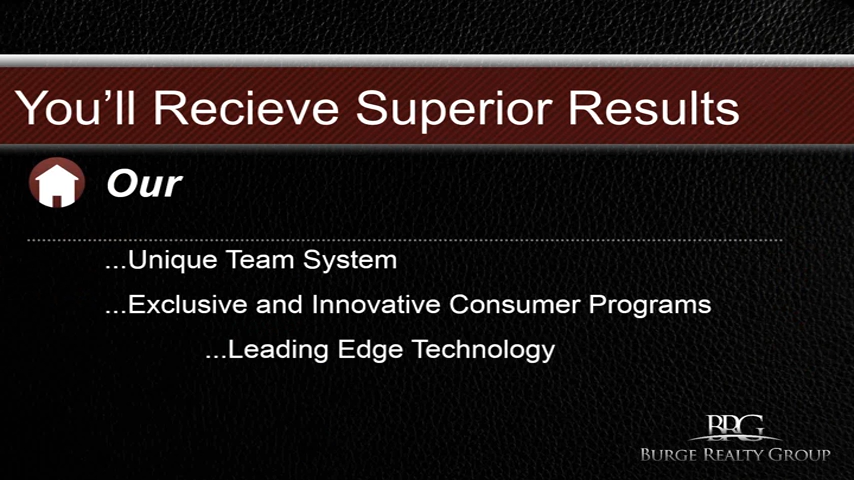 You'll Recieve Superior Results
Our
...Unique Team System
...Exclusive and Innovative Consumer Programs
...Leading Edge Technology
BRG
BURGE REALTY GROUP